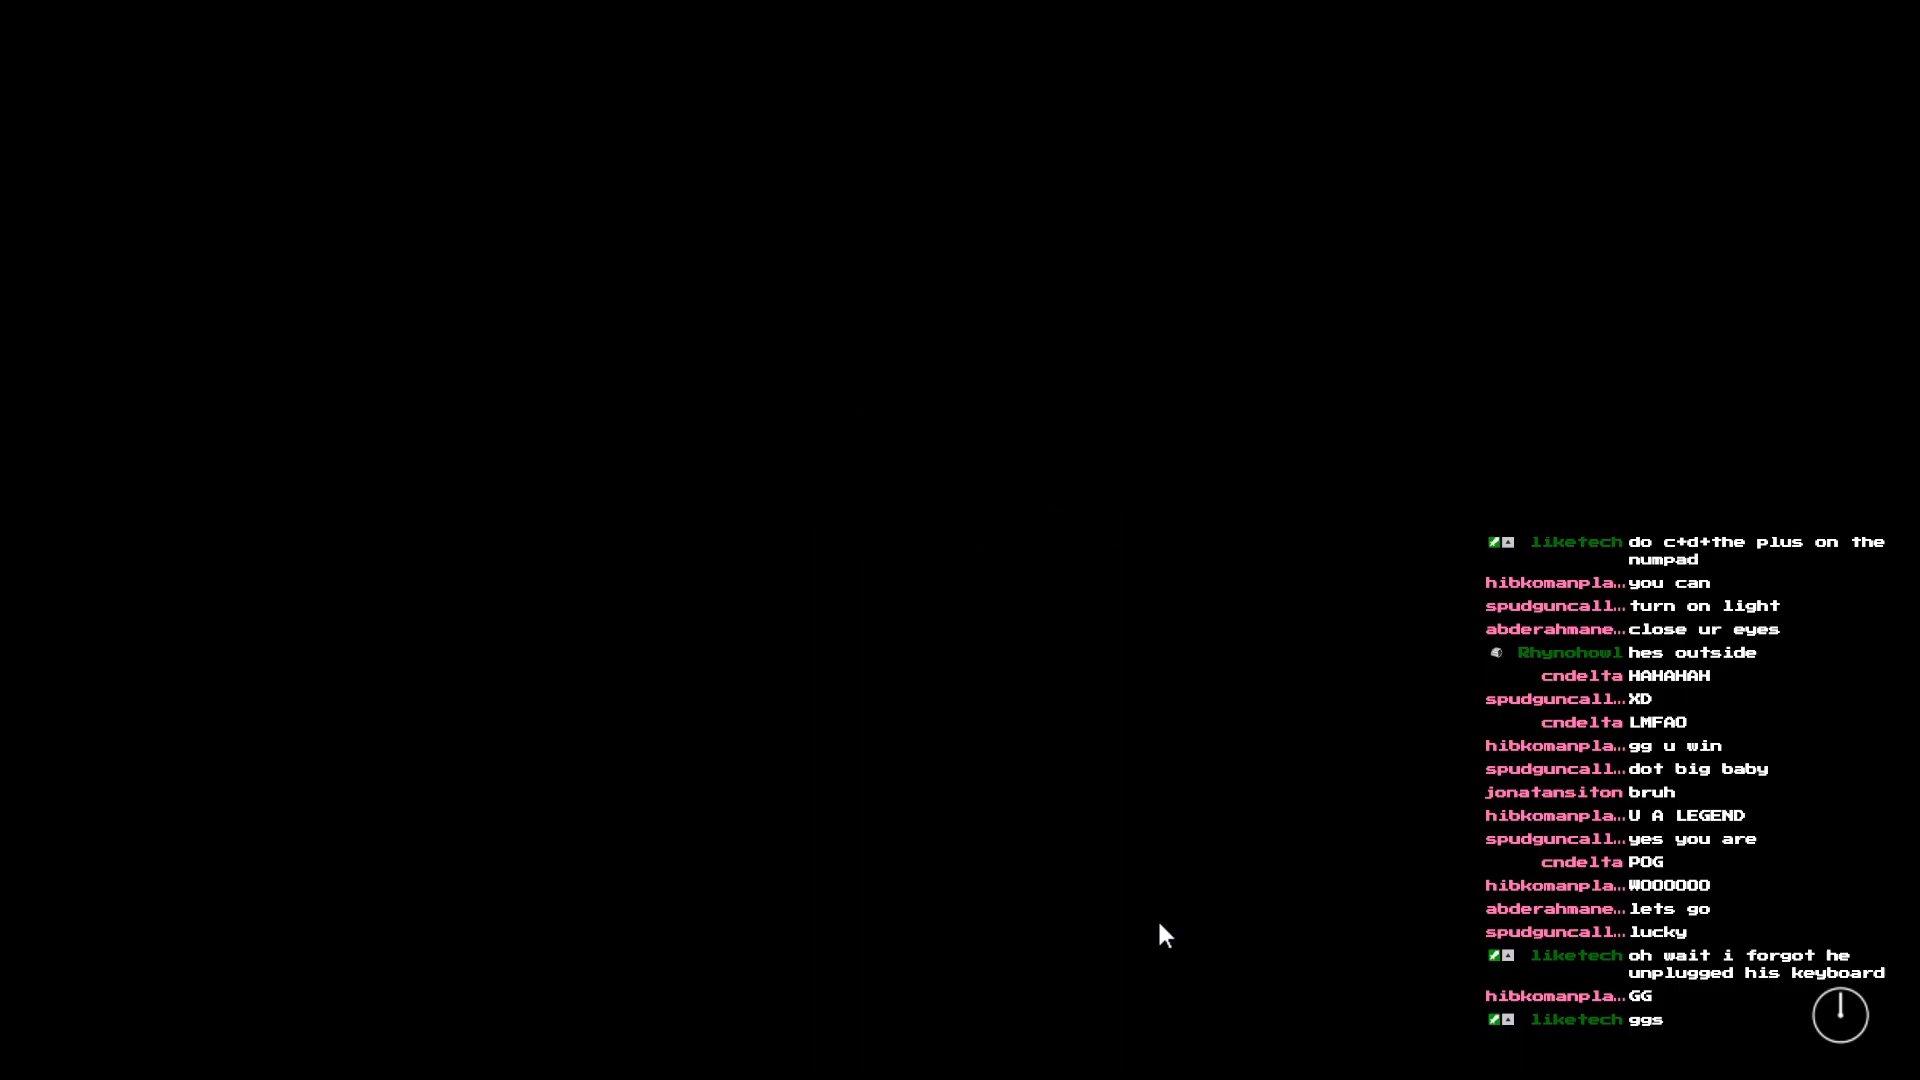 liketech do c+d+the plus on the
numpad
hibkomanpla… you can
spudguncall… turn on light
abderahmane… close ur eyes
Rhynohowl hes outside
cndelta HAHAHAH
spudguncall… XD
cndelta LMFAO
hibkomanpla… gg u win
spudguncall… dot big baby
jonatansiton bruh
hibkomanpla… U A LEGEND
spudguncall… yes you are
cndelta POG
hibkomanpla… WOOOOOO
abderahmane… lets go
spudguncall… lucky
liketech oh wait i forgot he
unplugged his keyboard
hibkomanpla… GG
liketech ggs